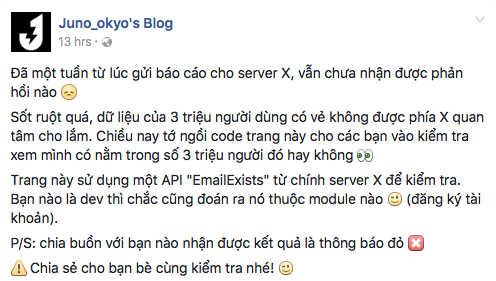 Juno_okyo's Blog
13 hrs ·
Đã một tuần từ lúc gửi báo cáo cho server X, vẫn chưa nhận được phản
hồi nào 😞
Sốt ruột quá, dữ liệu của 3 triệu người dùng có vẻ không được phía X quan
tâm cho lắm. Chiều nay tớ ngồi code trang này cho các bạn vào kiểm tra
xem mình có nằm trong số 3 triệu người đó hay không 👀
Trang này sử dụng một API "EmailExists" từ chính server X để kiểm tra.
Bạn nào là dev thì chắc cũng đoán ra nó thuộc module nào 😉 (đăng ký tài
khoản).
P/S: chia buồn với bạn nào nhận được kết quả là thông báo đỏ ❌
⚠️ Chia sẻ cho bạn bè cùng kiểm tra nhé! 😉